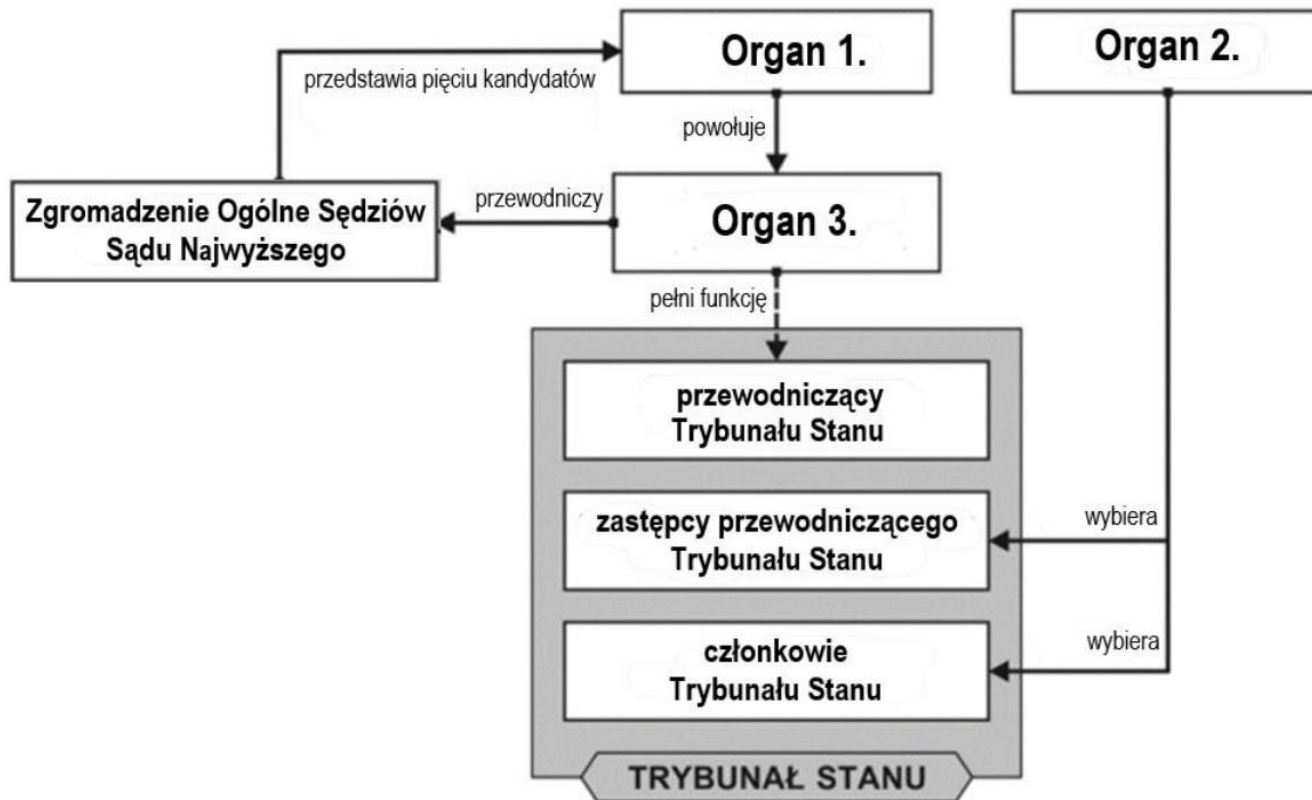 Organ 1.
Organ 2.
przedstawia pięciu kandydatów
powołuje
Zgromadzenie Ogólne Sędziów
Sądu Najwyższego
przewodniczy
Organ 3.
pełni funkcję
przewodniczący
Trybunału Stanu
zastępcy przewodniczącego
Trybunału Stanu
wybiera
członkowie
Trybunału Stanu
wybiera
TRYBUNAŁ STANU